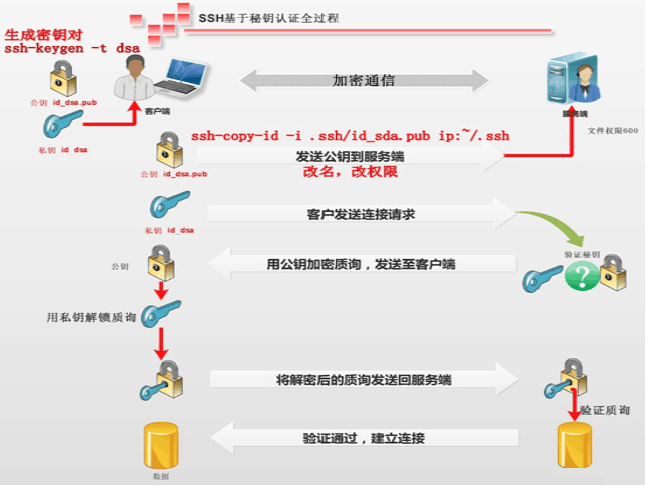 SSH基于秘钥认证全过程
生成密钥对
ssh-keygen -t dsa
公钥 id_dsa.pub
客户端
加密通信
服务端
私钥 id dsa
文件权限600
ssh-copy-id -i .ssh/id_sda.pub ip:~/.ssh
发送公钥到服务端
改名，改权限
公钥 id_dsa.pub
客户发送连接请求
私钥 id_dsa
验证秘钥
公钥
用公钥加密质询，发送至客户端
用私钥解锁质询
将解密后的质询发送回服务端
验证质询
验证通过，建立连接
数据